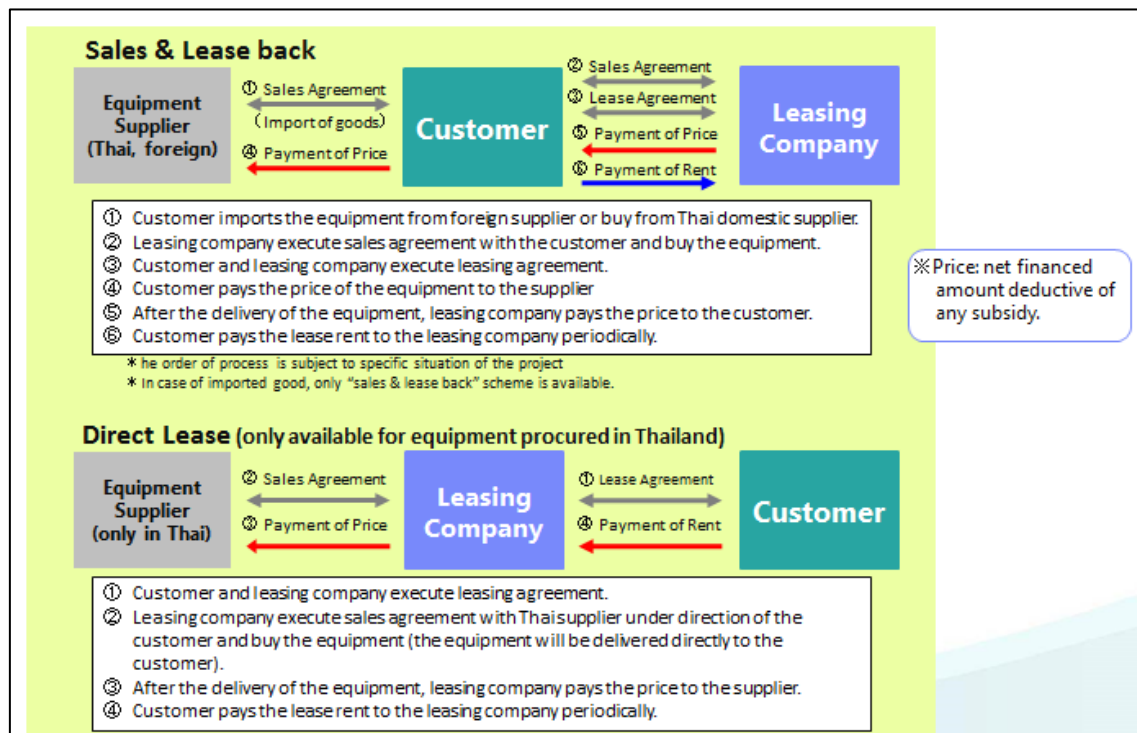 Sales & Lease back
Equipment
Supplier
(Thai, foreign)
① Sales Agreement
(Import of goods)
④ Payment of Price
Customer
② Sales Agreement
③ Lease Agreement
⑤ Payment of Price
⑥ Payment of Rent
Leasing
Company
① Customer imports the equipment from foreign supplier or buy from Thai domestic supplier.
② Leasing company execute sales agreement with the customer and buy the equipment.
③ Customer and leasing company execute leasing agreement.
④ Customer pays the price of the equipment to the supplier
⑤ After the delivery of the equipment, leasing company pays the price to the customer.
⑥ Customer pays the lease rent to the leasing company periodically.
* he order of process is subject to specific situation of the project
* In case of imported good, only “sales & lease back” scheme is available.
※Price: net financed
amount deductive of
any subsidy.
Direct Lease (only available for equipment procured in Thailand)
Equipment
Supplier
(only in Thai)
② Sales Agreement
③ Payment of Price
Leasing
Company
① Lease Agreement
④ Payment of Rent
Customer
① Customer and leasing company execute leasing agreement.
② Leasing company execute sales agreement with Thai supplier under direction of the
customer and buy the equipment (the equipment will be delivered directly to the
customer).
③ After the delivery of the equipment, leasing company pays the price to the supplier.
④ Customer pays the lease rent to the leasing company periodically.